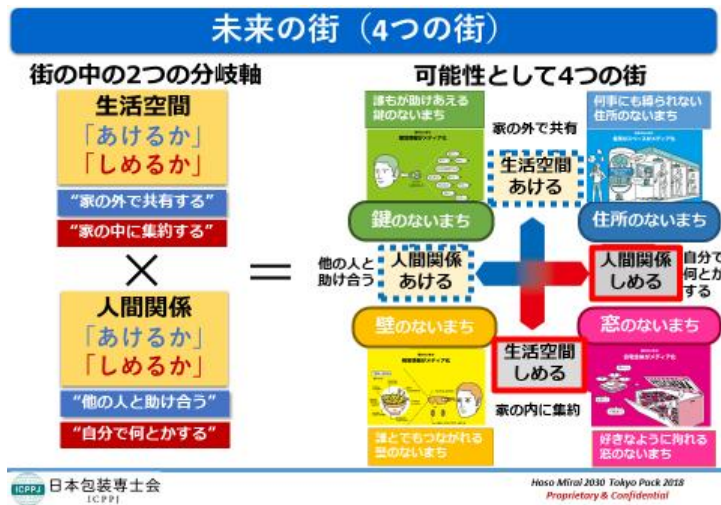 未来の街（4つの街）
街の中の2つの分岐軸
生活空間
「あけるか」
「しめるか」
“家の外で共有する”
“家の中に集約する”
×
人間関係
「あけるか」
「しめるか」
“他の人と助け合う”
“自分で何とかする”
=
可能性として4つの街
誰もが助けあえる
鍵のないまち
家の外で共有
何事にも縛られない
住所のないまち
生活空間
あける
鍵のないまち
住所のないまち
他の人と
助け合う
人間関係
あける
人間関係
しめる
自分で
何とか
する
壁のないまち
窓のないまち
生活空間
しめる
家の内に集約
誰とでもつながれる
壁のないまち
好きなように拘れる
窓のないまち
ICPPJ
日本包装専士会
ICPPJ
Hoso Mirai 2030 Tokyo Pack 2018
Proprietary & Confidential